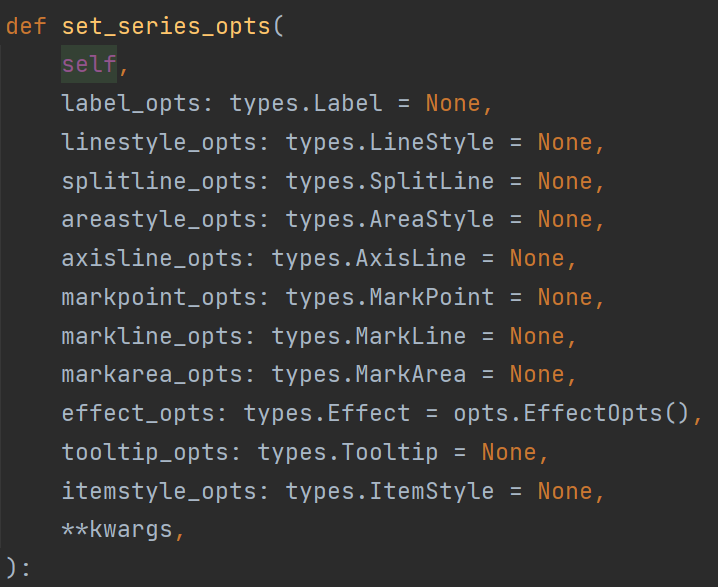 def set_series_opts(
self,
label_opts: types.Label = None,
linestyle_opts: types.LineStyle = None,
splitline_opts: types.SplitLine = None,
areastyle_opts: types.AreaStyle = None,
axisline_opts: types.AxisLine = None,
markpoint_opts: types.MarkPoint = None,
markline_opts: types.MarkLine = None,
markarea_opts: types.MarkArea = None,
effect_opts: types.Effect = opts.EffectOpts(),
tooltip_opts: types.Tooltip = None,
itemstyle_opts: types.ItemStyle = None,
**kwargs,
):